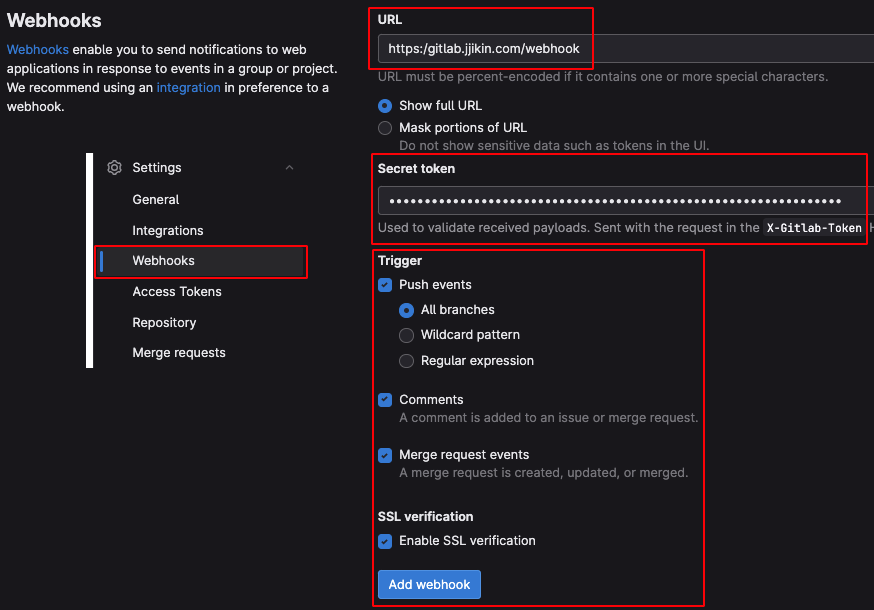 Webhooks
Webhooks enable you to send notifications to web
applications in response to events in a group or project.
We recommend using an integration in preference to a
webhook.
Settings
General
Integrations
Webhooks
Access Tokens
Repository
Merge requests
URL
https:/gitlab.jjikin.com/webhook
URL must be percent-encoded if it contains one or more special characters.
Show full URL
Mask portions of URL
Do not show sensitive data such as tokens in the UI.
Secret token
Used to validate received payloads. Sent with the request in the X-Gitlab-Token H
Trigger
Push events
All branches
Wildcard pattern
Regular expression
Comments
A comment is added to an issue or merge request.
Merge request events
A merge request is created, updated, or merged.
SSL verification
Enable SSL verification
Add webhook